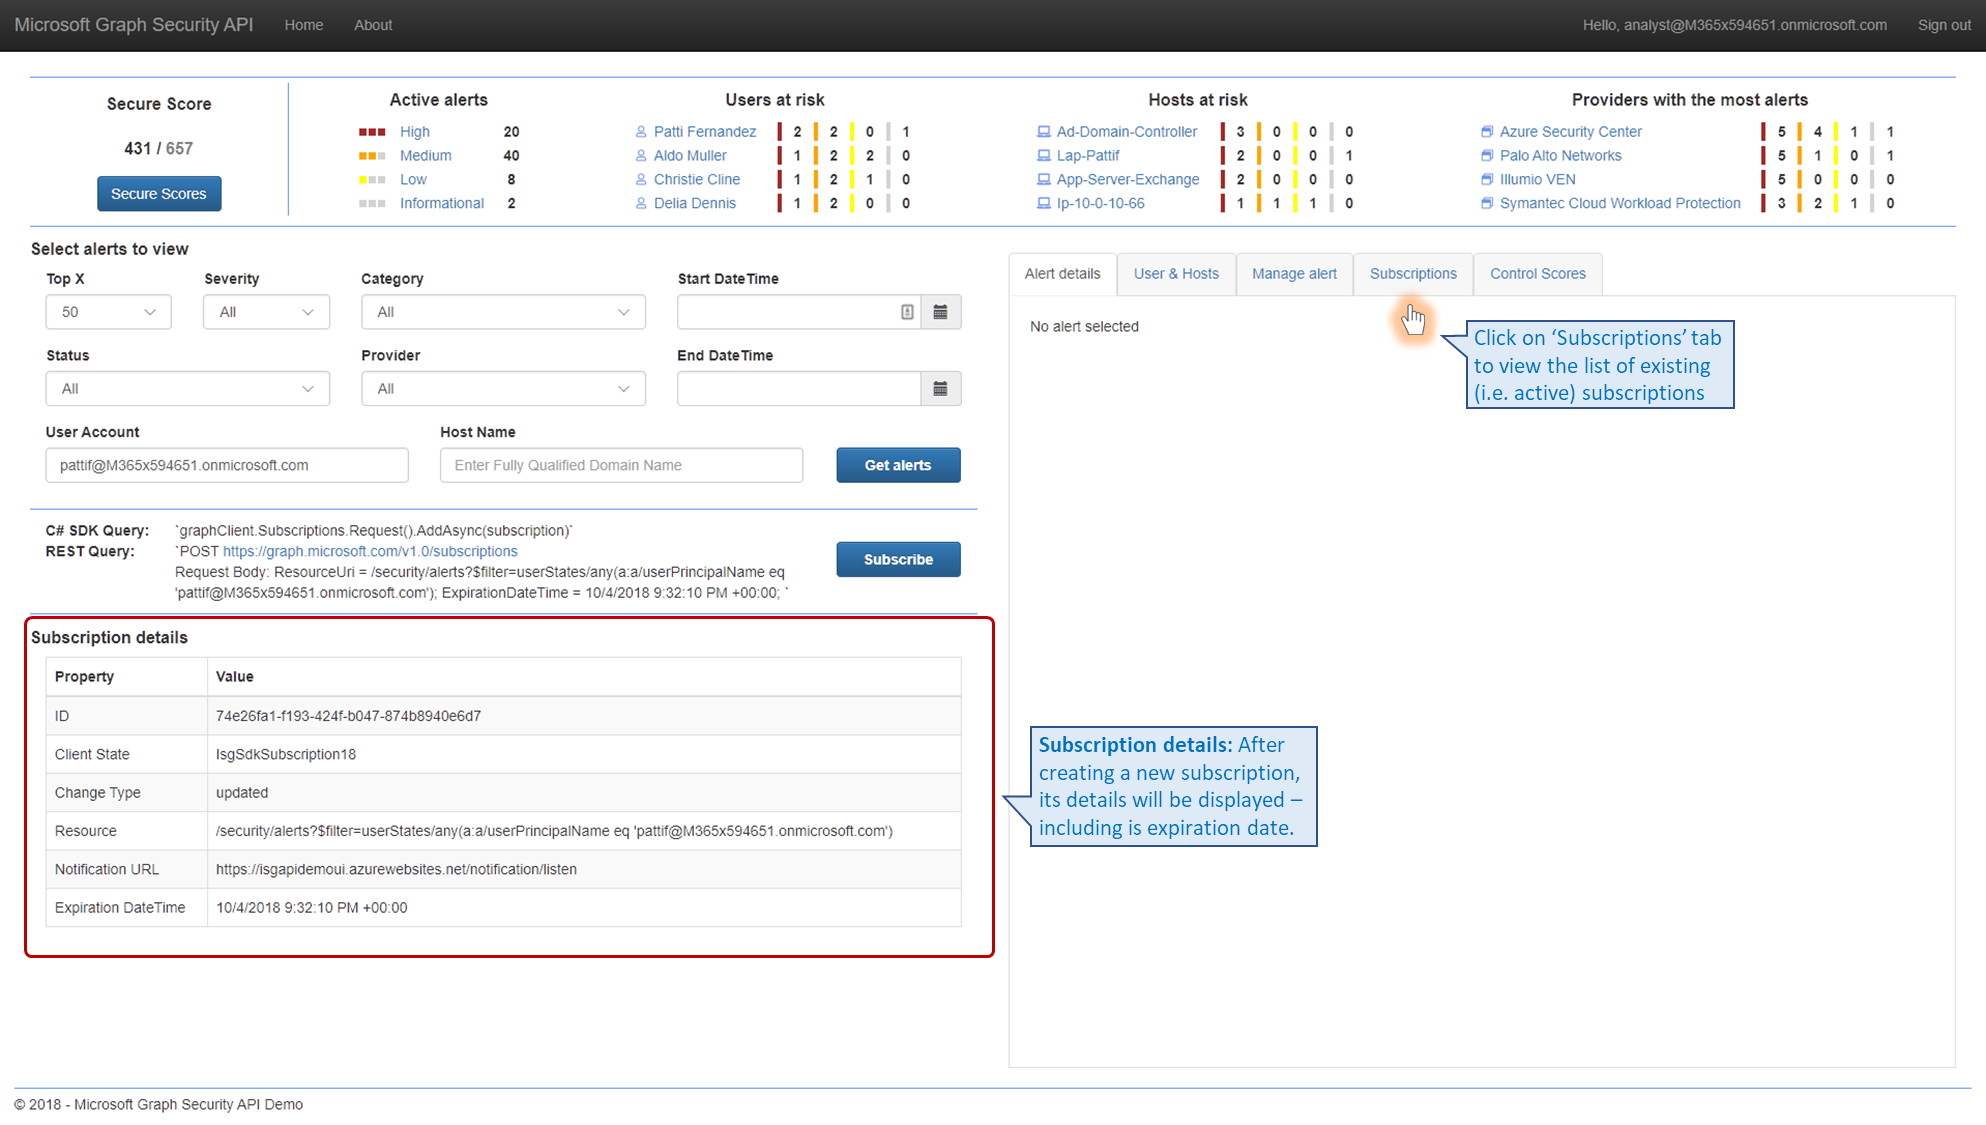 Microsoft Graph Security API Home About Hello, analyst@M365x594651.onmicrosoft.com Sign out
Secure Score
431 / 657
Secure Scores
Active alerts
High 20
Medium 40
Low 8
Informational 2
Users at risk
Patti Fernandez 2 2 0 1
Aldo Muller 1 2 2 0
Christie Cline 1 2 1 0
Delia Dennis 1 2 0 0
Hosts at risk
Ad-Domain-Controller 3 0 0 0
Lap-Pattif 2 0 0 1
App-Server-Exchange 2 0 0 0
Ip-10-0-10-66 1 1 1 0
Providers with the most alerts
Azure Security Center 5 4 1 1
Palo Alto Networks 5 1 0 1
Illumio VEN 5 0 0 0
Symantec Cloud Workload Protection 3 2 1 0
Select alerts to view
Top X Severity Category Start DateTime
50 All All
Status Provider End DateTime
All All
User Account Host Name
pattif@M365x594651.onmicrosoft.com Enter Fully Qualified Domain Name Get alerts
C# SDK Query: `graphClient.Subscriptions.Request().AddAsync(subscription)`
REST Query: `POST https://graph.microsoft.com/v1.0/subscriptions
Request Body: ResourceUri = /security/alerts?$filter=userStates/any(a:a/userPrincipalName eq
'pattif@M365x594651.onmicrosoft.com'); ExpirationDateTime = 10/4/2018 9:32:10 PM +00:00; `
Subscribe
Subscription details
Property Value
ID 74e26fa1-f193-424f-b047-874b8940e6d7
Client State IsgSdkSubscription18
Change Type updated
Resource /security/alerts?$filter=userStates/any(a:a/userPrincipalName eq 'pattif@M365x594651.onmicrosoft.com')
Notification URL https://isgapidemoui.azurewebsites.net/notification/listen
Expiration DateTime 10/4/2018 9:32:10 PM +00:00
Alert details User & Hosts Manage alert Subscriptions Control Scores
No alert selected
Click on ‘Subscriptions’ tab
to view the list of existing
(i.e. active) subscriptions
Subscription details: After
creating a new subscription,
its details will be displayed –
including is expiration date.
© 2018 - Microsoft Graph Security API Demo